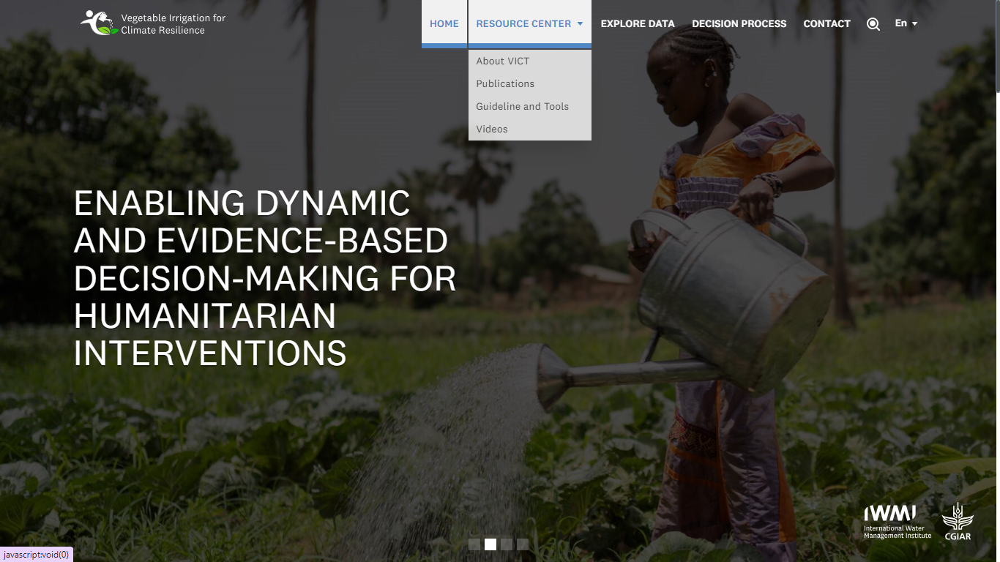 Vegetable Irrigation for
Climate Resilience
HOME
RESOURCE CENTER
EXPLORE DATA
DECISION PROCESS
CONTACT
En
About VICT
Publications
Guideline and Tools
Videos
ENABLING DYNAMIC
AND EVIDENCE-BASED
DECISION-MAKING FOR
HUMANITARIAN
INTERVENTIONS
IWMI
International Water
Management Institute
CGIAR
javascript:void(0)